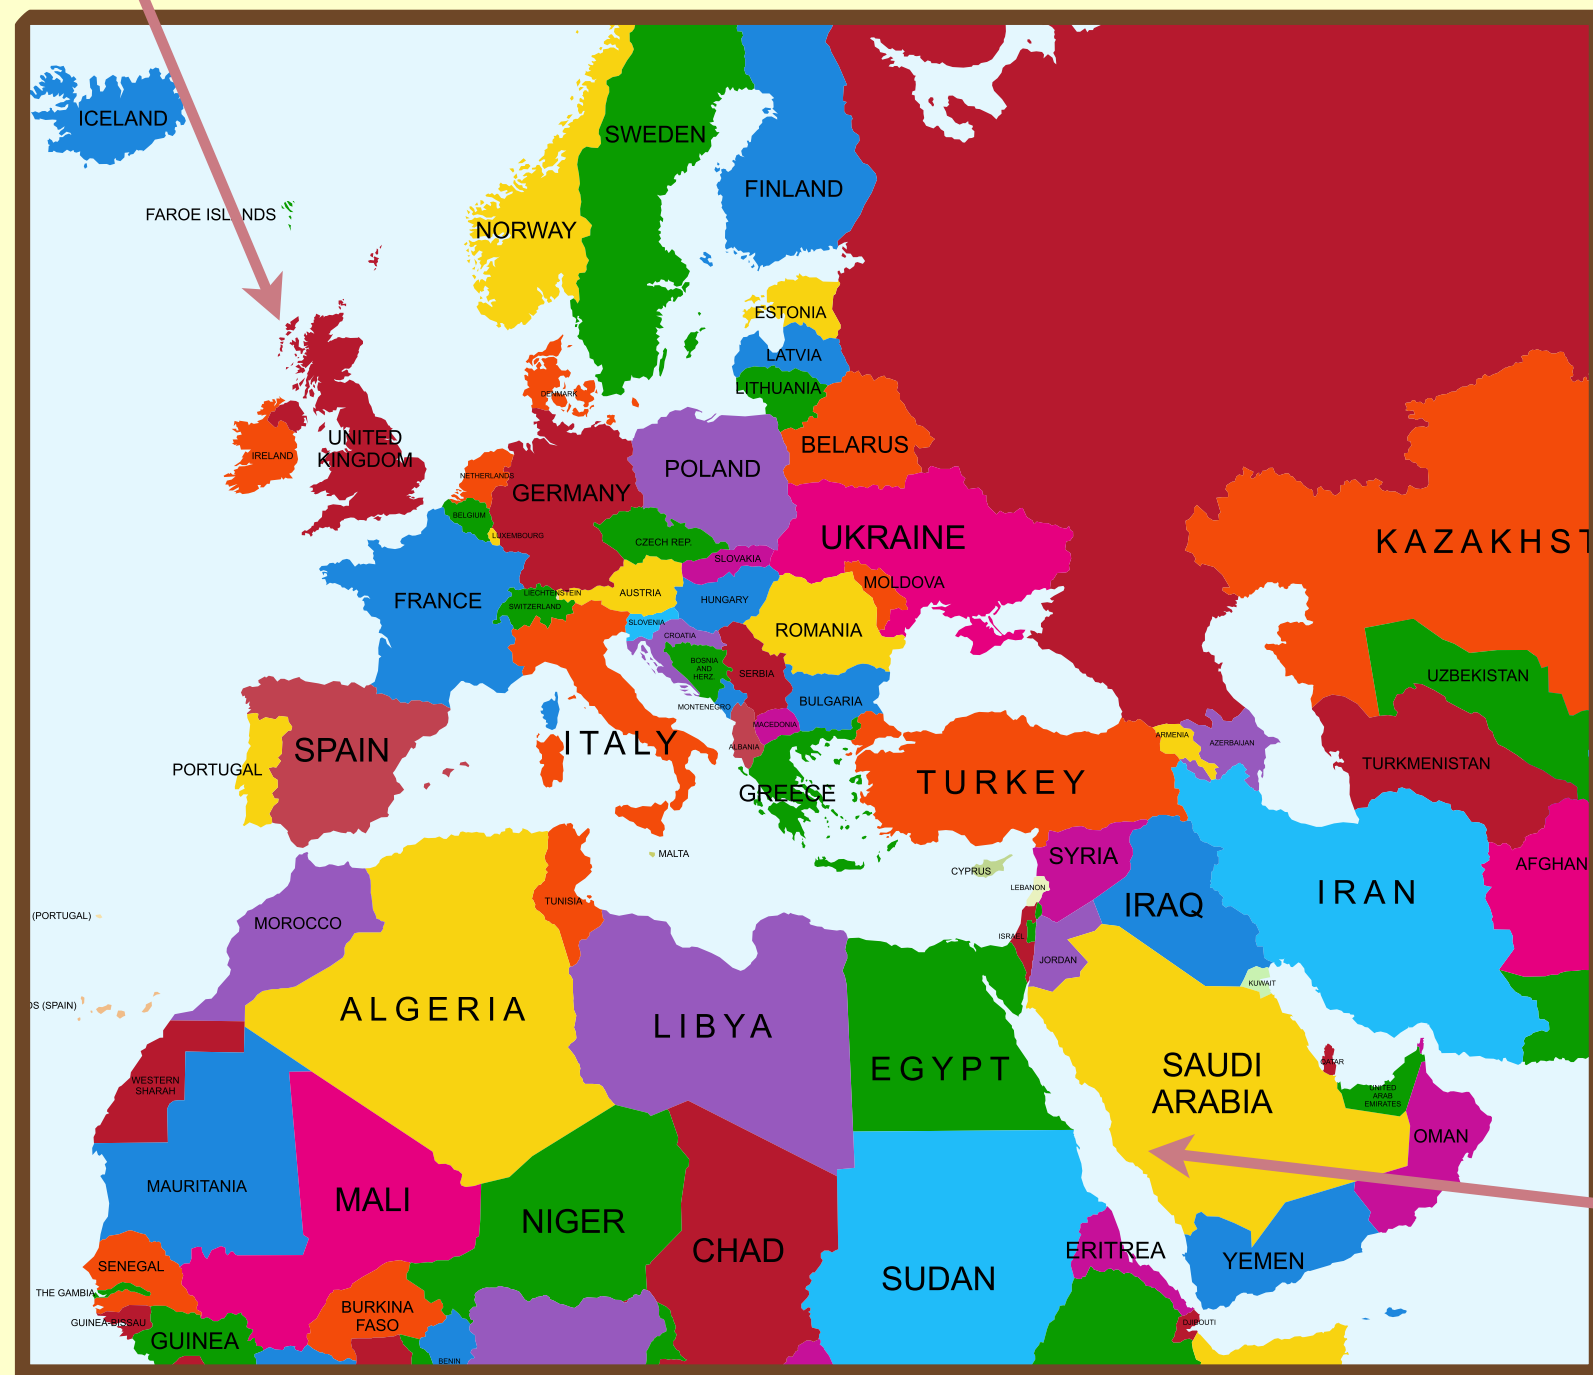 ICELAND
SWEDEN
FINLAND
FAROE ISLANDS
NORWAY
ESTONIA
LATVIA
LITHUANIA
DENMARK
UNITED
KINGDOM
IRELAND
BELARUS
POLAND
NETHERLANDS
GERMANY
BELGIUM
LUXEMBOURG
UKRAINE
KAZAKHST
CZECH REP.
SLOVAKIA
MOLDOVA
LIECHTENSTEIN
AUSTRIA
FRANCE
SWITZERLAND
HUNGARY
SLOVENIA
ROMANIA
CROATIA
BOSNIA
AND
HERZ.
SERBIA
UZBEKISTAN
MONTENEGRO
BULGARIA
MACEDONIA
ARMENIA
AZERBAIJAN
ITALY
ALBANIA
SPAIN
PORTUGAL
TURKMENISTAN
TURKEY
GREECE
MALTA
SYRIA
AFGHAN
CYPRUS
LEBANON
IRAN
TUNISIA
IRAQ
(PORTUGAL)
MOROCCO
ISRAEL
JORDAN
KUWAIT
OS (SPAIN)
ALGERIA
LIBYA
EGYPT
SAUDI
ARABIA
QATAR
UNITED
ARAB
EMIRATES
WESTERN
SHARAH
OMAN
MAURITANIA
MALI
NIGER
CHAD
ERITREA
YEMEN
SENEGAL
SUDAN
THE GAMBIA
BURKINA
FASO
GUINEA-BISSAU
DJIBOUTI
GUINEA
BENIN